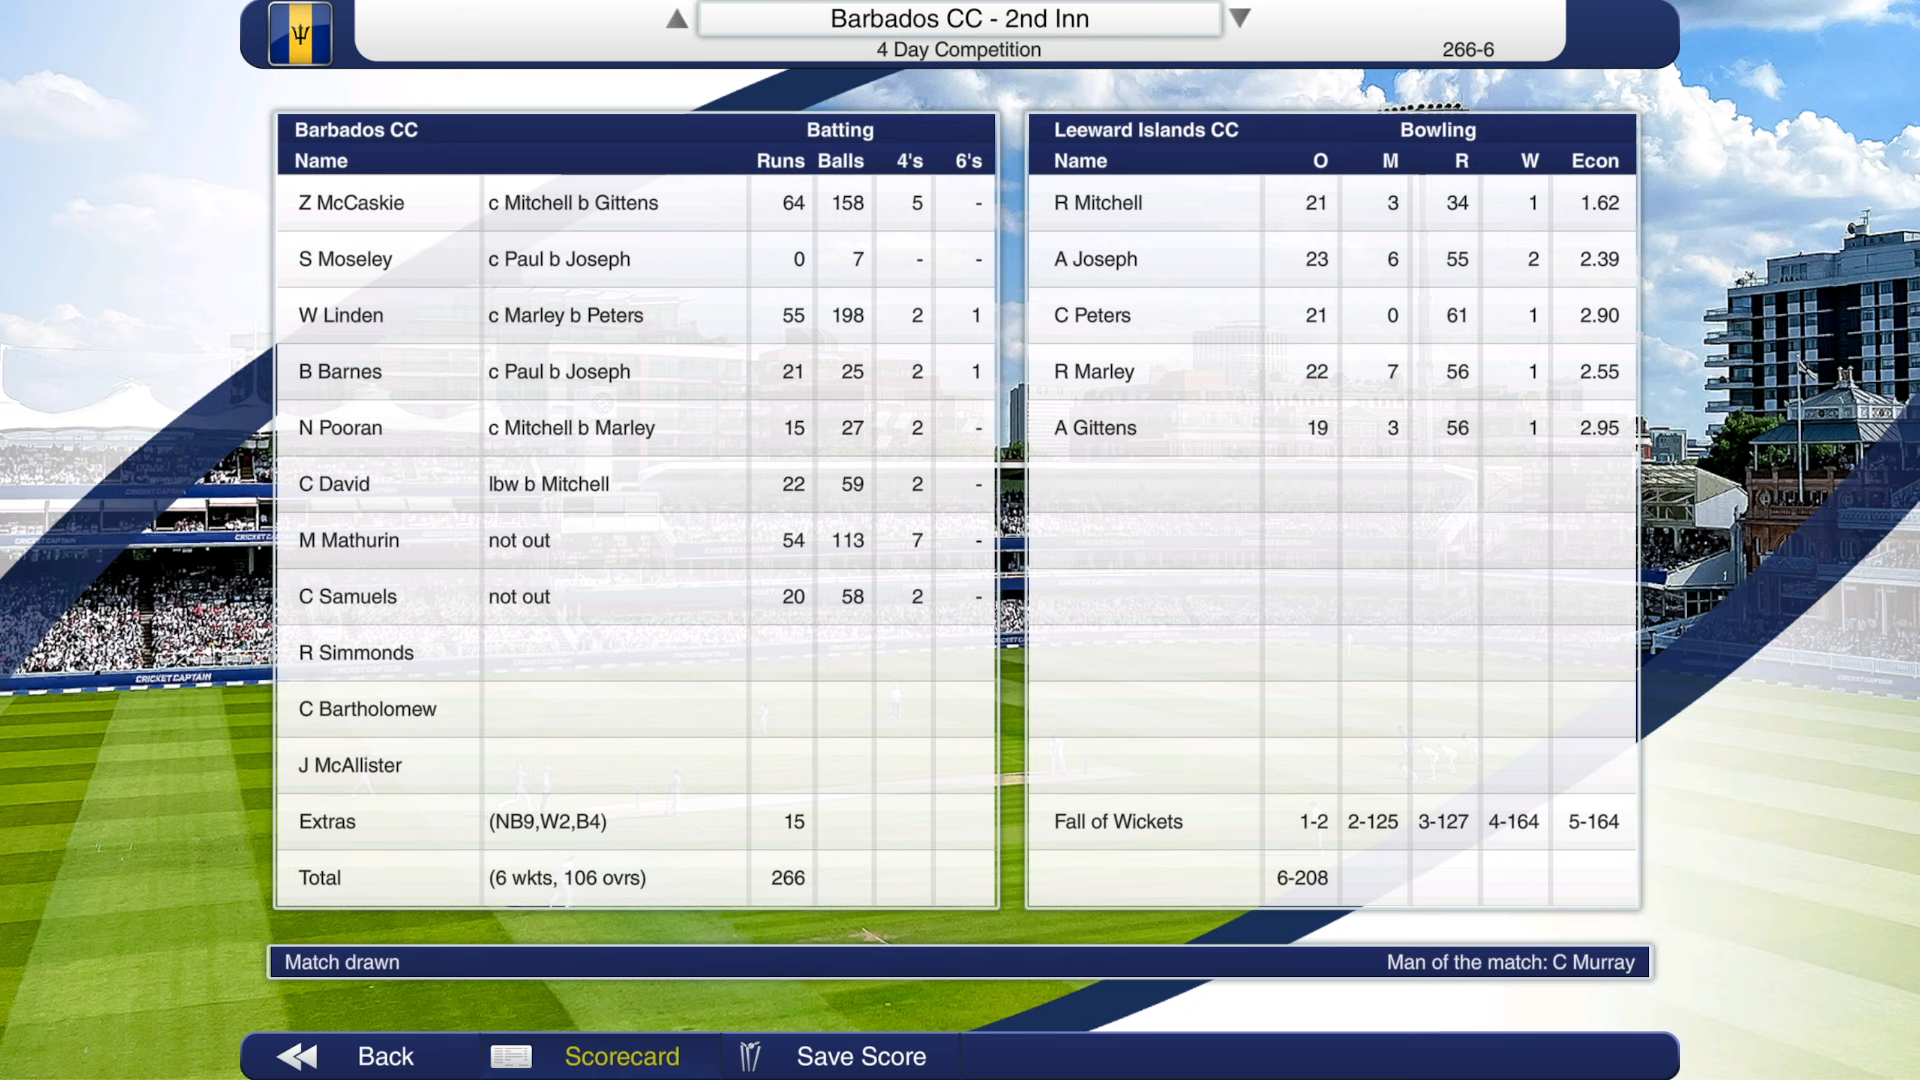 Barbados CC - 2nd Inn
4 Day Competition 266-6
Barbados CC Batting
Name Runs Balls 4's 6's
Z McCaskie c Mitchell b Gittens 64 158 5 -
S Moseley c Paul b Joseph 0 7 - -
W Linden c Marley b Peters 55 198 2 1
B Barnes c Paul b Joseph 21 25 2 1
N Pooran c Mitchell b Marley 15 27 2 -
C David lbw b Mitchell 22 59 2 -
M Mathurin not out 54 113 7 -
C Samuels not out 20 58 2 -
R Simmonds
C Bartholomew
J McAllister
Extras (NB9,W2,B4) 15
Total (6 wkts, 106 ovrs) 266
Leeward Islands CC Bowling
Name O M R W Econ
R Mitchell 21 3 34 1 1.62
A Joseph 23 6 55 2 2.39
C Peters 21 0 61 1 2.90
R Marley 22 7 56 1 2.55
A Gittens 19 3 56 1 2.95
Fall of Wickets 1-2 2-125 3-127 4-164 5-164
6-208
CRICKET CAPTAIN
Match drawn Man of the match: C Murray
Back Scorecard Save Score